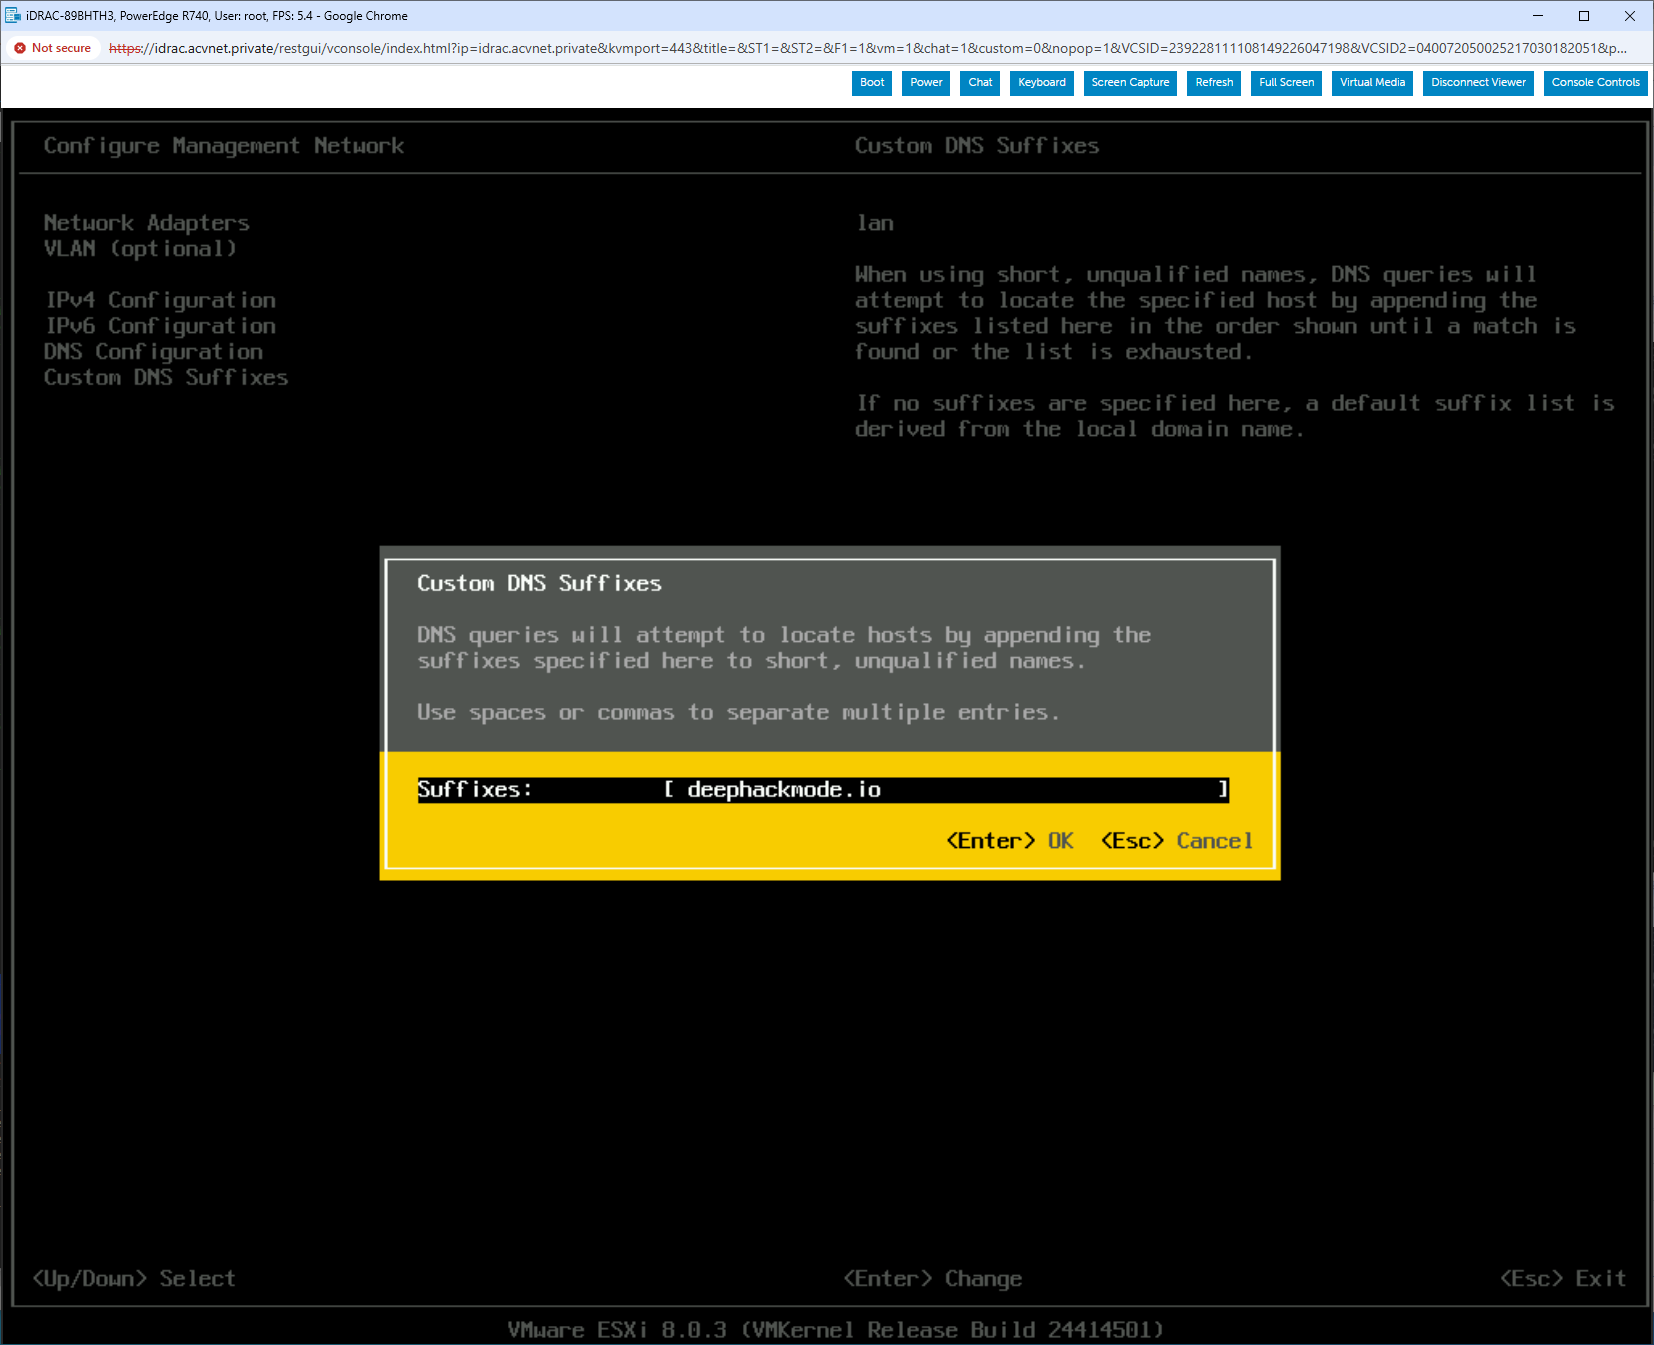 iDRAC-89BHTH3, PowerEdge R740, User: root, FPS: 5.4 - Google Chrome
Not secure https://idrac.acvnet.private/restgui/vconsole/index.html?ip=idrac.acvnet.private&kvmport=443&title=&ST1=&ST2=&F1=1&vm=1&chat=1&custom=0&nopop=1&VCSID=239228111108149226047198&VCSID2=040072050025217030182051&p...
Boot Power Chat Keyboard Screen Capture Refresh Full Screen Virtual Media Disconnect Viewer Console Controls
Configure Management Network
Custom DNS Suffixes
Network Adapters
VLAN (optional)
IPv4 Configuration
IPv6 Configuration
DNS Configuration
Custom DNS Suffixes
lan
When using short, unqualified names, DNS queries will
attempt to locate the specified host by appending the
suffixes listed here in the order shown until a match is
found or the list is exhausted.
If no suffixes are specified here, a default suffix list is
derived from the local domain name.
Custom DNS Suffixes
DNS queries will attempt to locate hosts by appending the
suffixes specified here to short, unqualified names.
Use spaces or commas to separate multiple entries.
Suffixes: [ deephackmode.io ]
<Enter> OK <Esc> Cancel
<Up/Down> Select <Enter> Change <Esc> Exit
VMware ESXi 8.0.3 (VMKernel Release Build 24414501)